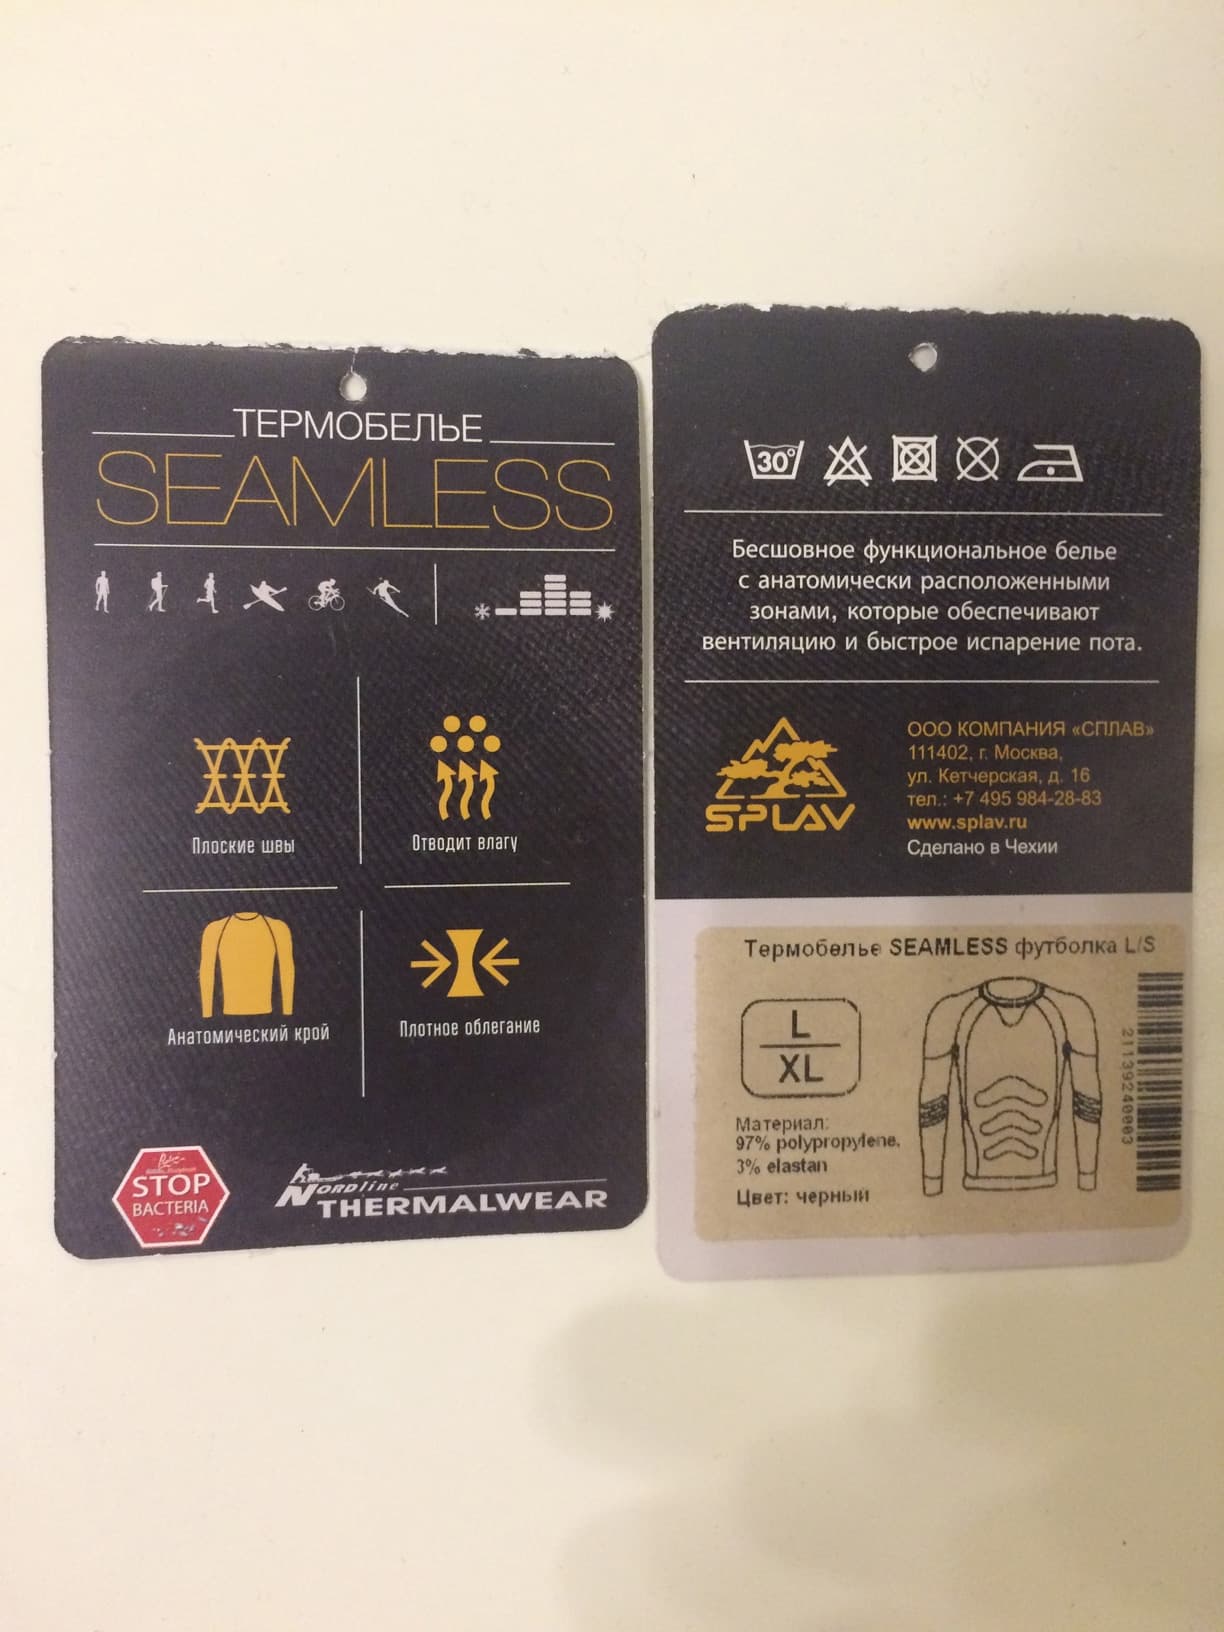 ТЕРМОБЕЛЬЕ
SEAMLESS
Плоские швы
Отводит влагу
Анатомический крой
Плотное облегание
STOP
BACTERIA
NORDline
THERMALWEAR
30°
Бесшовное функциональное белье
с анатомически расположенными
зонами, которые обеспечивают
вентиляцию и быстрое испарение пота.
SPLAV
ООО КОМПАНИЯ «СПЛАВ»
111402, г. Москва,
ул. Кетчерская, д. 16
тел.: +7 495 984-28-83
www.splav.ru
Сделано в Чехии
Термобелье SEAMLESS футболка L/S
L
XL
Материал:
97% polypropylene,
3% elastan
Цвет: черный
2113924000З